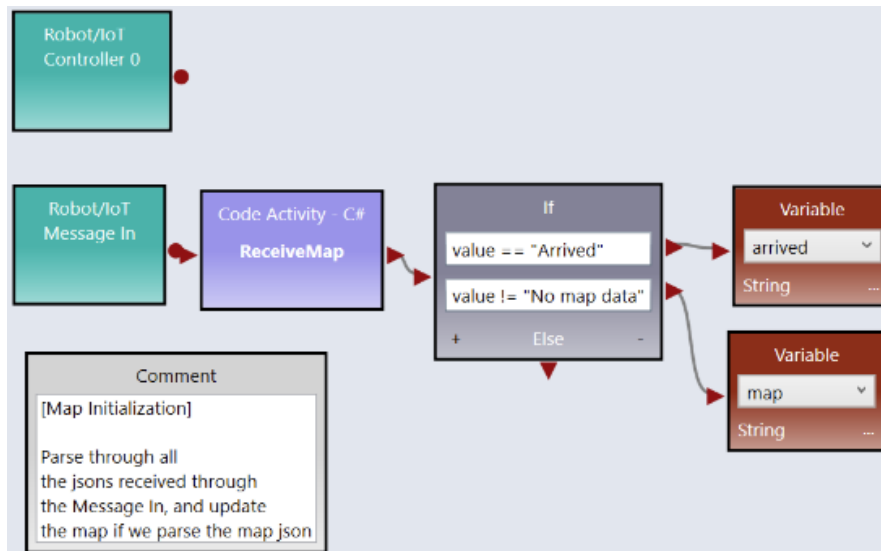 Robot/IoT
Controller 0
Robot/IoT
Message In
Code Activity - C#
ReceiveMap
If
value == "Arrived"
value != "No map data"
+ Else -
Variable
arrived
String ...
Variable
map
String ...
Comment
[Map Initialization]
Parse through all
the jsons received through
the Message In, and update
the map if we parse the map json